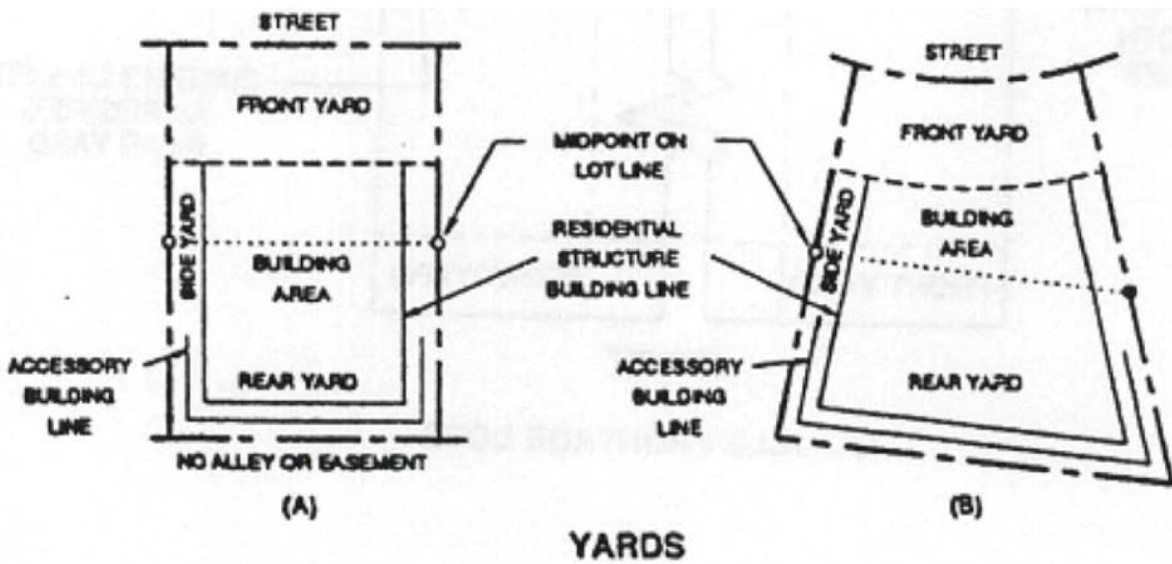 STREET
FRONT YARD
SIDE YARD
BUILDING
AREA
REAR YARD
ACCESSORY
BUILDING
LINE
NO ALLEY OR EASEMENT
(A)
MIDPOINT ON
LOT LINE
RESIDENTIAL
STRUCTURE
BUILDING LINE
STREET
FRONT YARD
SIDE YARD
BUILDING
AREA
REAR YARD
ACCESSORY
BUILDING
LINE
(B)
YARDS